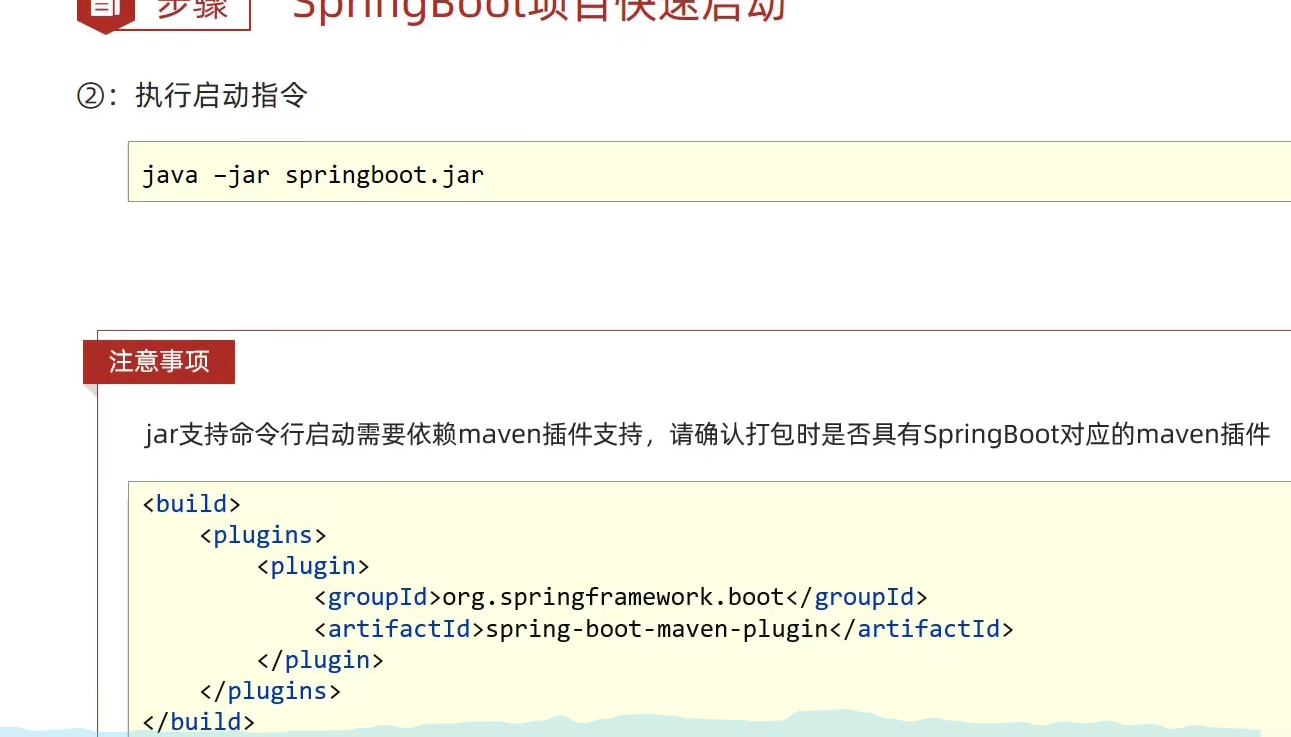 步骤 SpringBoot项目快速启动
②：执行启动指令
java –jar springboot.jar
注意事项
jar支持命令行启动需要依赖maven插件支持，请确认打包时是否具有SpringBoot对应的maven插件
<build>
    <plugins>
        <plugin>
            <groupId>org.springframework.boot</groupId>
            <artifactId>spring-boot-maven-plugin</artifactId>
        </plugin>
    </plugins>
</build>